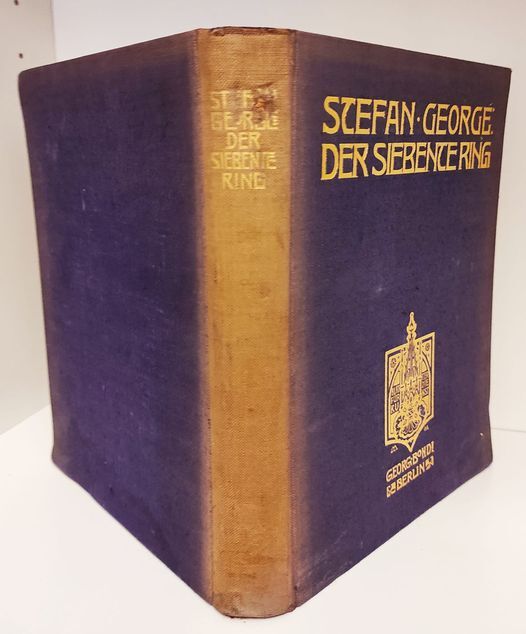 STEFAN
GEORGE
DER
SIEBENTE
RING
STEFAN · GEORGE:
DER SIEBENTE RING
GEORG BONDI
BERLIN